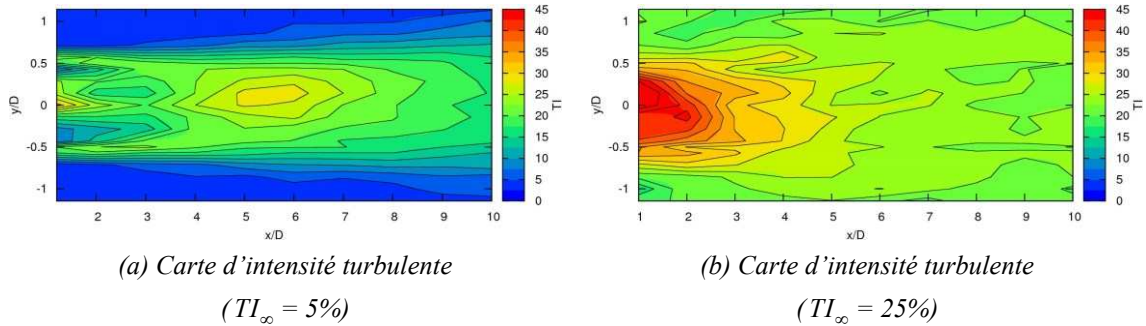 1
0.5
0
-0.5
-1
y/D
2 3 4 5 6 7 8 9 10
x/D
45
40
35
30
25
20
15
10
5
0
TI
(a) Carte d'intensité turbulente
(TI∞ = 5%)
1
0.5
0
-0.5
-1
y/D
1 2 3 4 5 6 7 8 9 10
x/D
45
40
35
30
25
20
15
10
5
0
TI
(b) Carte d'intensité turbulente
(TI∞ = 25%)